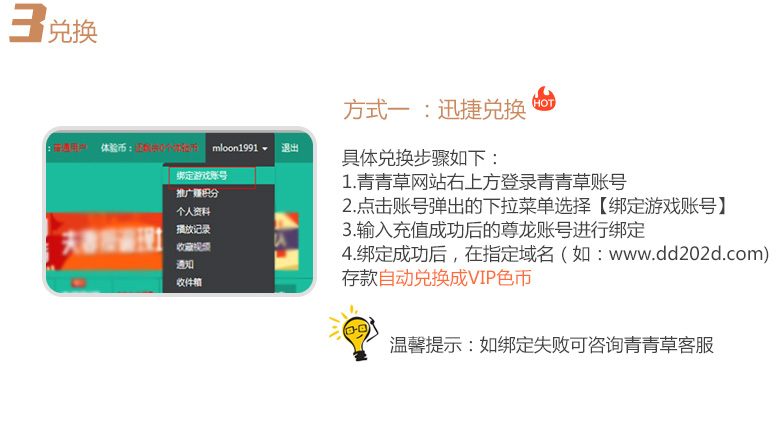 3兑换
方式一 ：迅捷兑换
HOT
体验币：
mloon1991
退出
绑定游戏账号
推广赚积分
个人资料
播放记录
收藏视频
通知
收件箱
具体兑换步骤如下：
1.青青草网站右上方登录青青草账号
2.点击账号弹出的下拉菜单选择【绑定游戏账号】
3.输入充值成功后的尊龙账号进行绑定
4.绑定成功后，在指定域名 ( 如：www.dd202d.com)
存款自动兑换成VIP色币
温馨提示：如绑定失败可咨询青青草客服